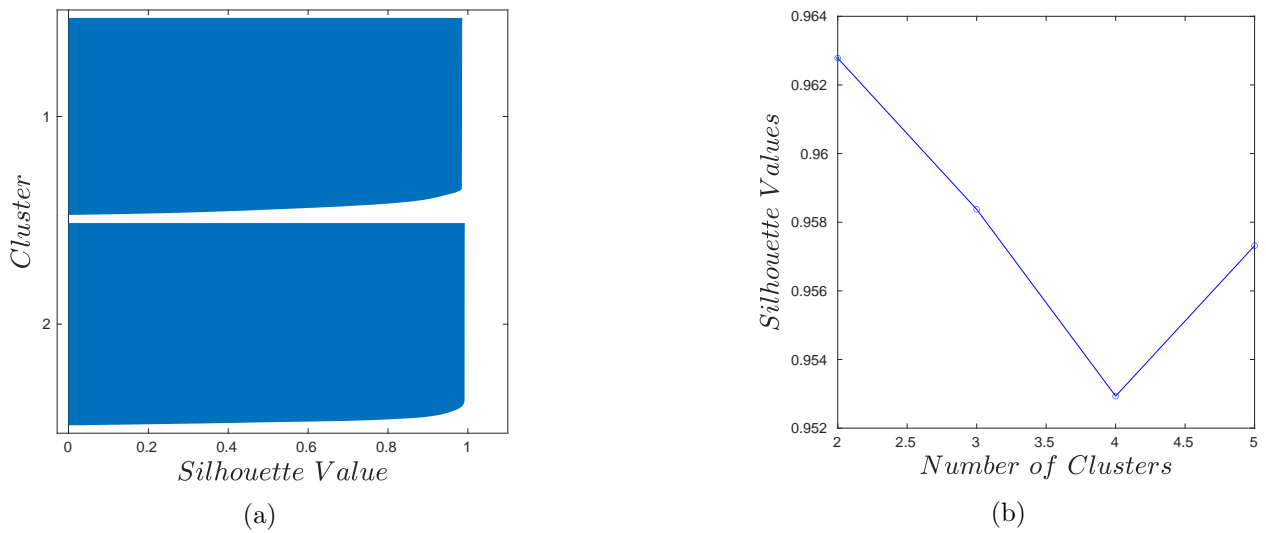 Cluster
1
2
0 0.2 0.4 0.6 0.8 1
Silhouette Value
(a)
Silhouette Values
0.964
0.962
0.96
0.958
0.956
0.954
0.952
2 2.5 3 3.5 4 4.5 5
Number of Clusters
(b)